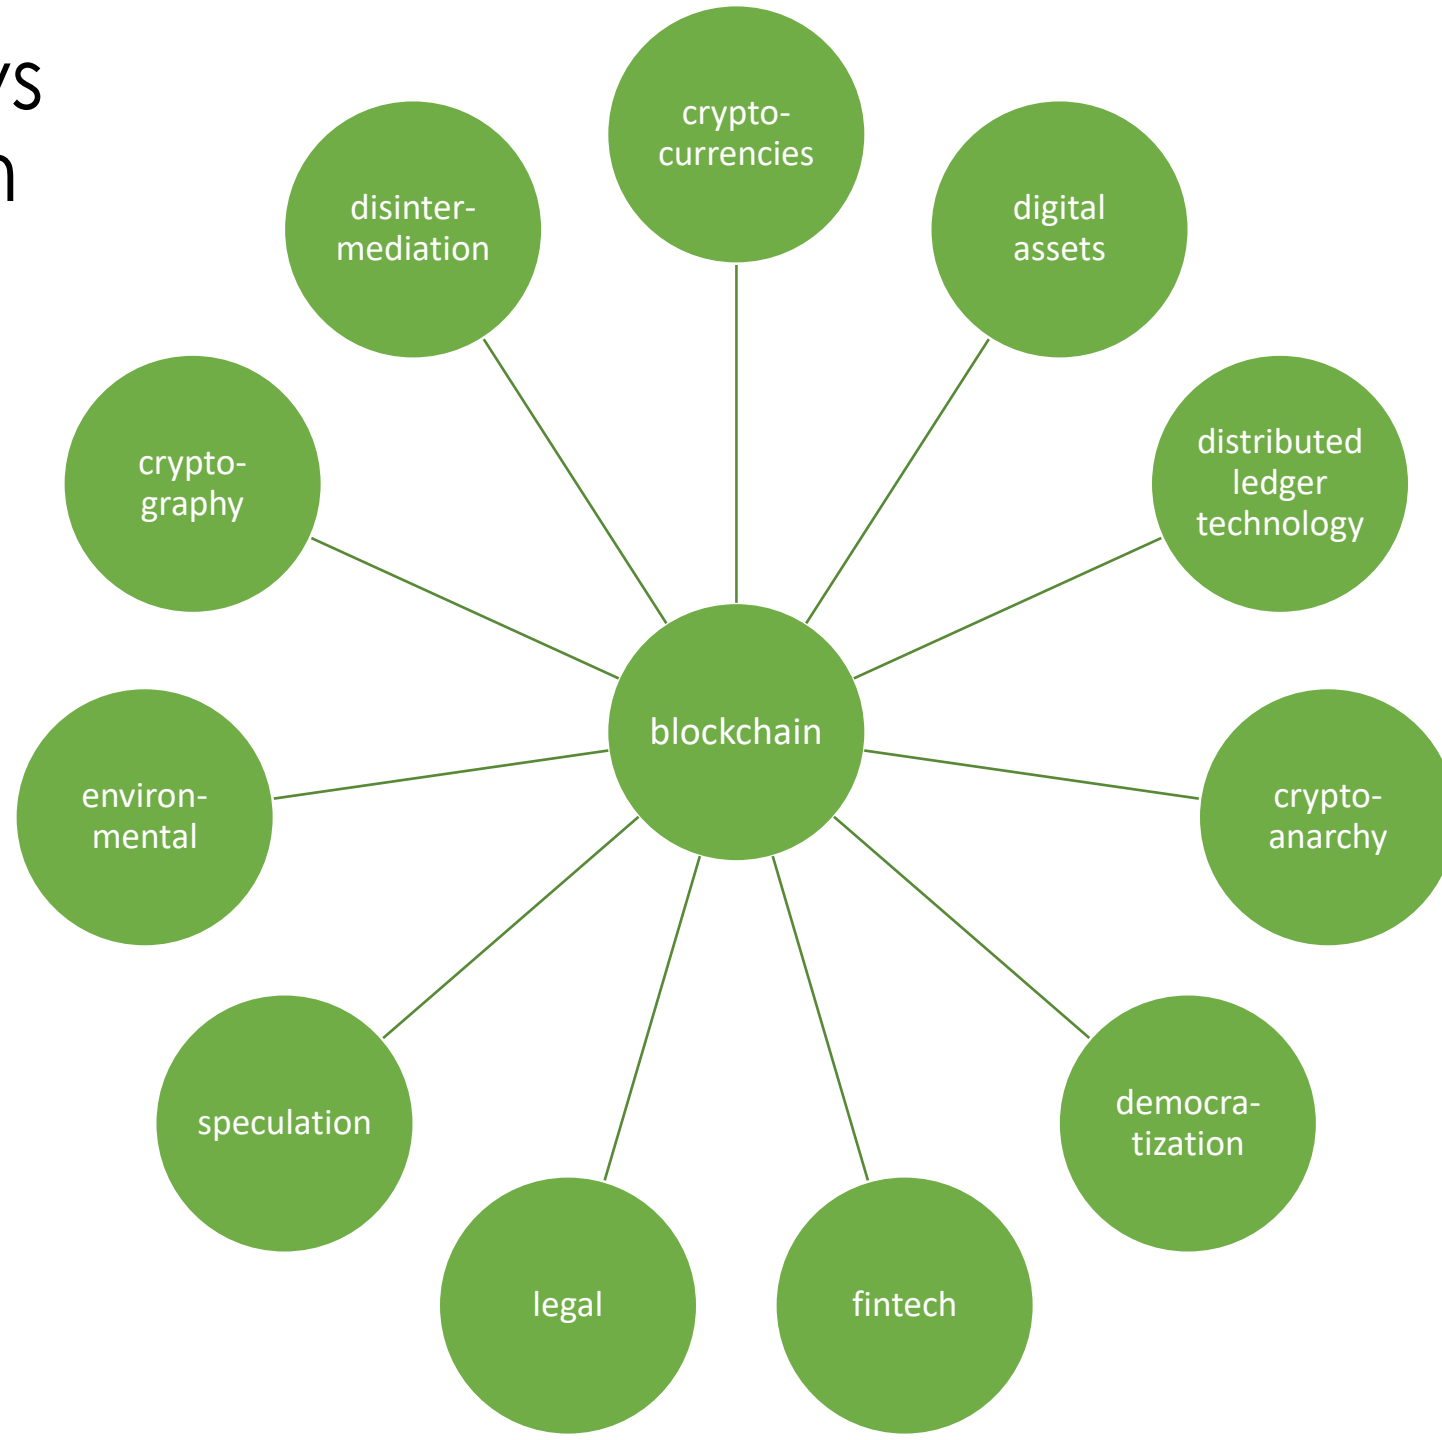 crypto-
currencies
disinter-
mediation
digital
assets
crypto-
graphy
distributed
ledger
technology
blockchain
environ-
mental
crypto-
anarchy
speculation
democra-
tization
legal
fintech